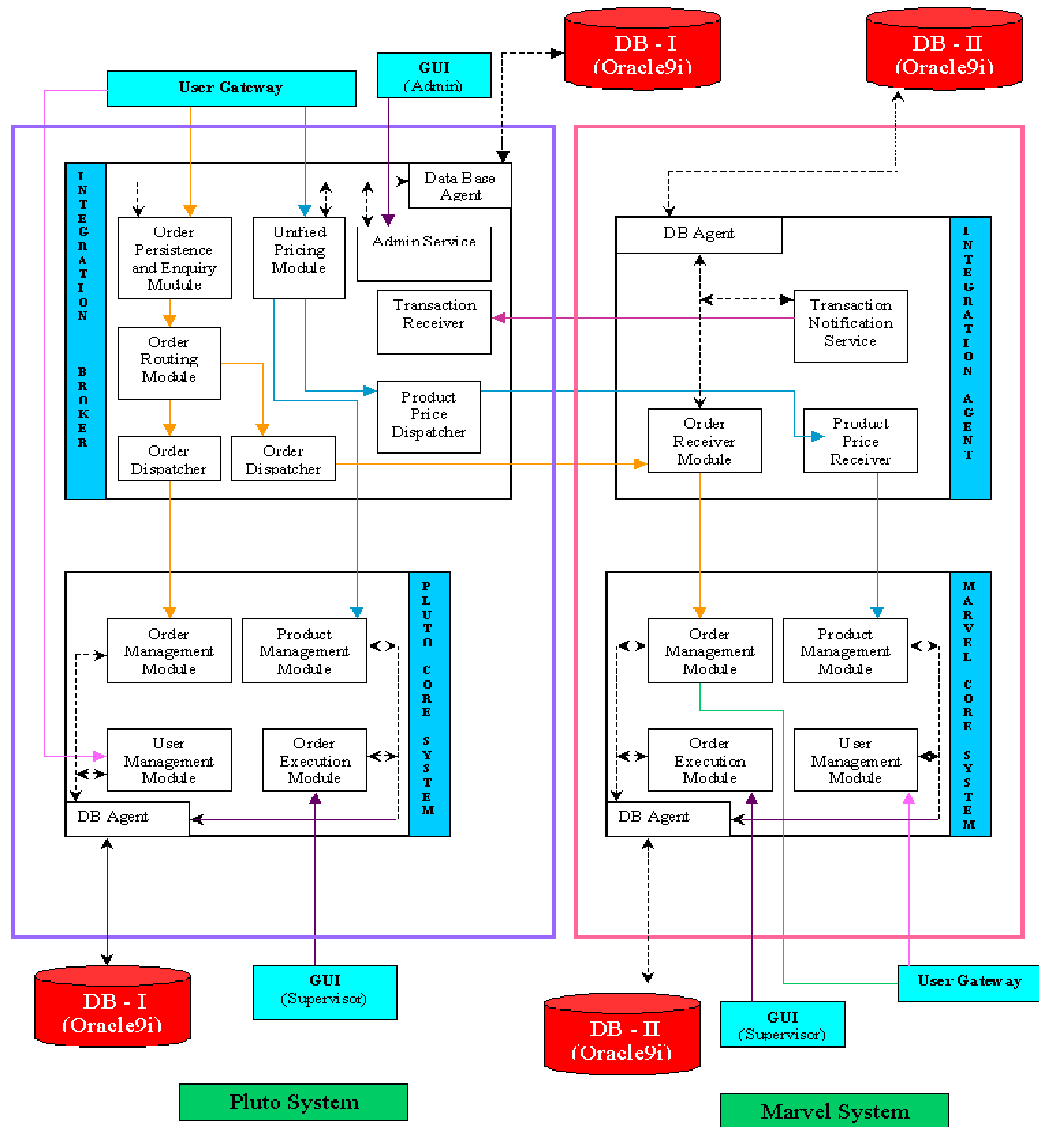 DB - I
(Oracle9i)
DB - II
(Oracle9i)
GUI
(Admin)
User Gateway
INTEGRATION BROKER
Data Base
Agent
Order
Persistence
and Enquiry
Module
Unified
Pricing
Module
Admin Service
Transaction
Receiver
Order
Routing
Module
Product
Price
Dispatcher
Order
Dispatcher
Order
Dispatcher
DB Agent
INTEGRATION AGENT
Transaction
Notification
Service
Order
Receiver
Module
Product
Price
Receiver
PLUTO CORE SYSTEM
Order
Management
Module
Product
Management
Module
User
Management
Module
Order
Execution
Module
DB Agent
MARVEL CORE SYSTEM
Order
Management
Module
Product
Management
Module
Order
Execution
Module
User
Management
Module
DB Agent
DB - I
(Oracle9i)
GUI
(Supervisor)
DB - II
(Oracle9i)
GUI
(Supervisor)
User Gateway
Pluto System
Marvel System